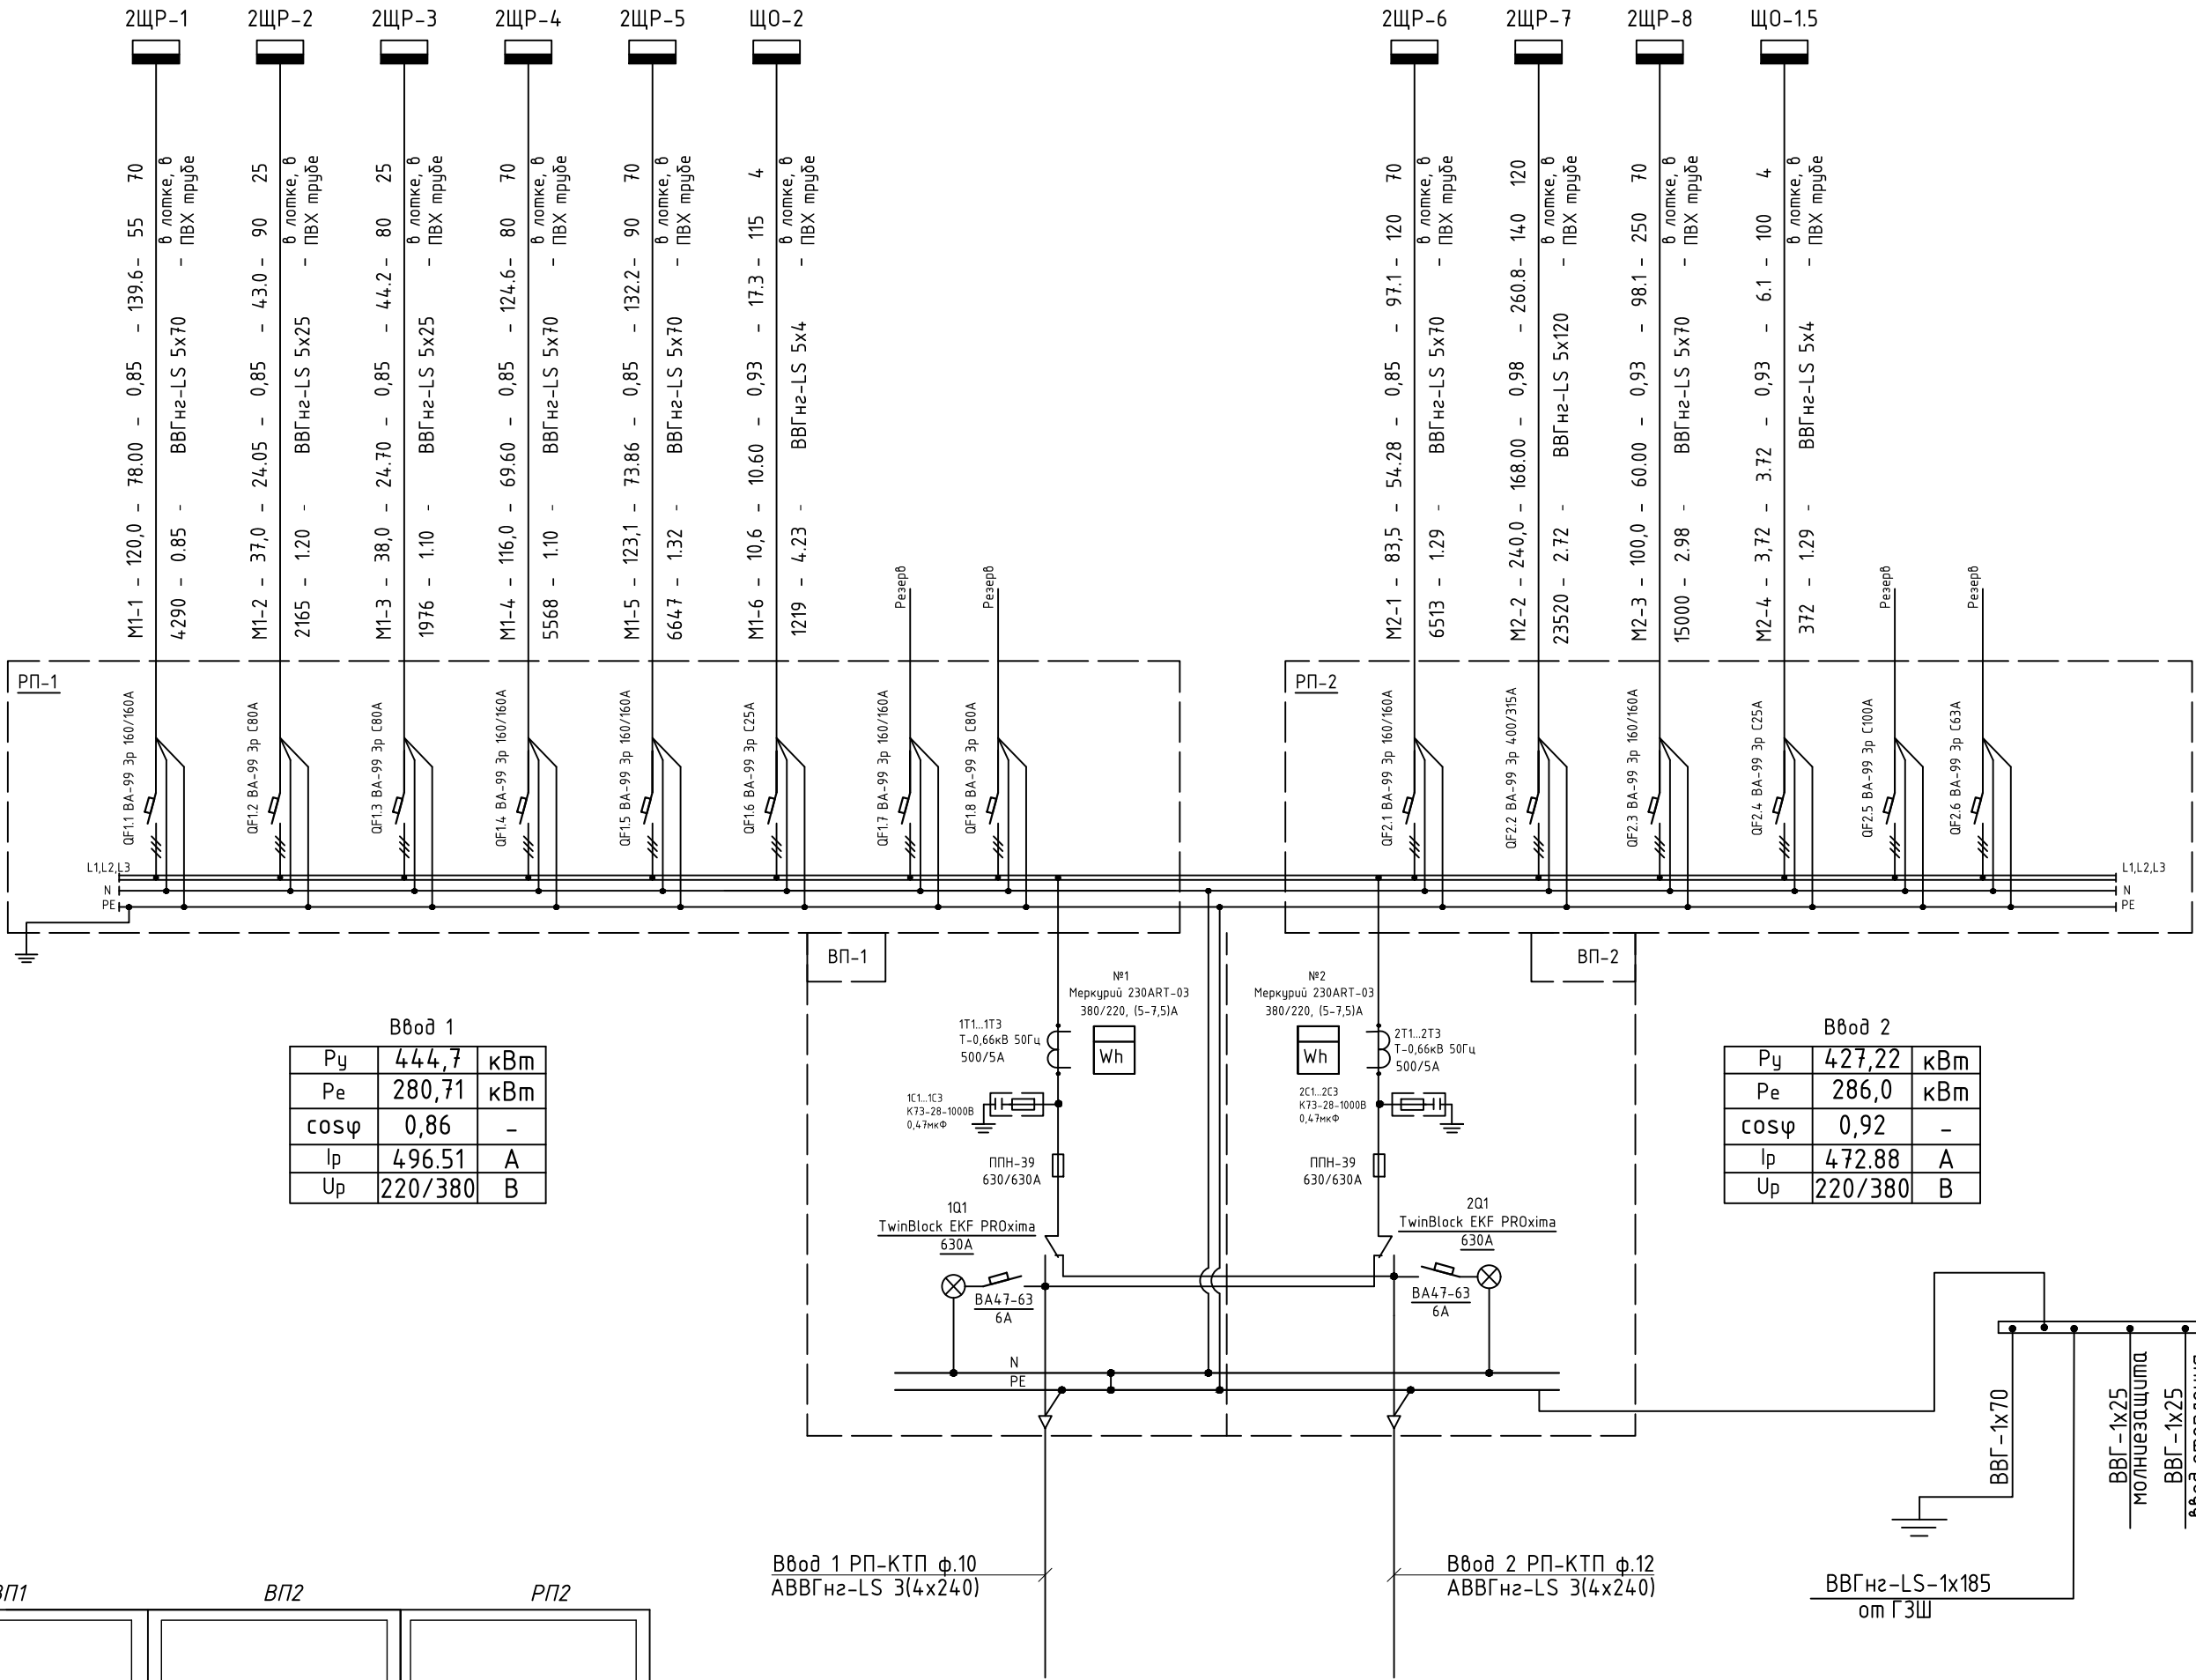 2ЩР-1
2ЩР-2
2ЩР-3
2ЩР-4
2ЩР-5
ЩО-2
2ЩР-6
2ЩР-7
2ЩР-8
ЩО-1.5
М1-1 - 120,0 - 78.00 - 0,85 - 139.6 - 55 70
4290 - 0.85 - ВВГнг-LS 5x70 - в лотке, в ПВХ трубе
М1-2 - 37,0 - 24.05 - 0,85 - 43.0 - 90 25
2165 - 1.20 - ВВГнг-LS 5x25 - в лотке, в ПВХ трубе
М1-3 - 38,0 - 24.70 - 0,85 - 44.2 - 80 25
1976 - 1.10 - ВВГнг-LS 5x25 - в лотке, в ПВХ трубе
М1-4 - 116,0 - 69.60 - 0,85 - 124.6 - 80 70
5568 - 1.10 - ВВГнг-LS 5x70 - в лотке, в ПВХ трубе
М1-5 - 123,1 - 73.86 - 0,85 - 132.2 - 90 70
6647 - 1.32 - ВВГнг-LS 5x70 - в лотке, в ПВХ трубе
М1-6 - 10,6 - 10.60 - 0,93 - 17.3 - 115 4
1219 - 4.23 - ВВГнг-LS 5x4 - в лотке, в ПВХ трубе
Резерв
Резерв
М2-1 - 83,5 - 54.28 - 0,85 - 97.1 - 120 70
6513 - 1.29 - ВВГнг-LS 5x70 - в лотке, в ПВХ трубе
М2-2 - 240,0 - 168.00 - 0,98 - 260.8 - 140 120
23520 - 2.72 - ВВГнг-LS 5x120 - в лотке, в ПВХ трубе
М2-3 - 100,0 - 60.00 - 0,93 - 98.1 - 250 70
15000 - 2.98 - ВВГнг-LS 5x70 - в лотке, в ПВХ трубе
М2-4 - 3,72 - 3.72 - 0,93 - 6.1 - 100 4
372 - 1.29 - ВВГнг-LS 5x4 - в лотке, в ПВХ трубе
Резерв
Резерв
РП-1
QF1.1 ВА-99 3р 160/160А
QF1.2 ВА-99 3р С80А
QF1.3 ВА-99 3р С80А
QF1.4 ВА-99 3р 160/160А
QF1.5 ВА-99 3р 160/160А
QF1.6 ВА-99 3р С25А
QF1.7 ВА-99 3р 160/160А
QF1.8 ВА-99 3р С80А
РП-2
QF2.1 ВА-99 3р 160/160А
QF2.2 ВА-99 3р 400/315А
QF2.3 ВА-99 3р 160/160А
QF2.4 ВА-99 3р С25А
QF2.5 ВА-99 3р С100А
QF2.6 ВА-99 3р С63А
L1,L2,L3
N
PE
L1,L2,L3
N
PE
ВП-1
ВП-2
№1
Меркурий 230ART-03
380/220, (5-7,5)А
Wh
№2
Меркурий 230ART-03
380/220, (5-7,5)А
Wh
1Т1...1Т3
Т-0,66кВ 50Гц
500/5А
2Т1...2Т3
Т-0,66кВ 50Гц
500/5А
1С1...1С3
К73-28-1000В
0,47мкФ
2С1...2С3
К73-28-1000В
0,47мкФ
ППН-39
630/630А
ППН-39
630/630А
1Q1
TwinBlock EKF PROxima
630А
2Q1
TwinBlock EKF PROxima
630А
ВА47-63
6А
ВА47-63
6А
N
PE
Ввод 1
Ру 444,7 кВт
Ре 280,71 кВт
cosφ 0,86 -
Iр 496.51 А
Uр 220/380 В
Ввод 2
Ру 427,22 кВт
Ре 286,0 кВт
cosφ 0,92 -
Iр 472.88 А
Uр 220/380 В
Ввод 1 РП-КТП ф.10
АВВГнг-LS 3(4x240)
Ввод 2 РП-КТП ф.12
АВВГнг-LS 3(4x240)
ВВГ-1x70
ВВГ-1x25
молниезащита
ВВГ-1x25
ВВГнг-LS-1x185
от ГЗШ
ВП1
ВП2
РП2